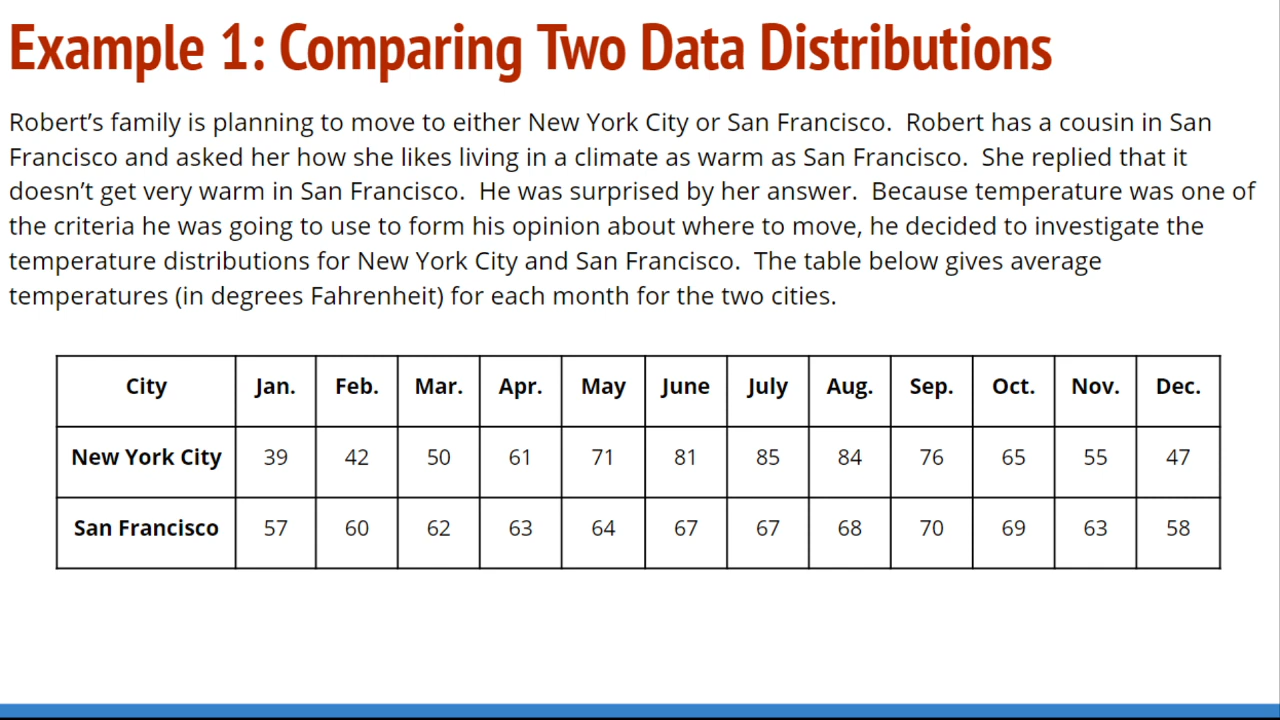 Example 1: Comparing Two Data Distributions
Robert’s family is planning to move to either New York City or San Francisco.  Robert has a cousin in San
Francisco and asked her how she likes living in a climate as warm as San Francisco.  She replied that it
doesn’t get very warm in San Francisco.  He was surprised by her answer.  Because temperature was one of
the criteria he was going to use to form his opinion about where to move, he decided to investigate the
temperature distributions for New York City and San Francisco.  The table below gives average
temperatures (in degrees Fahrenheit) for each month for the two cities.
City Jan. Feb. Mar. Apr. May June July Aug. Sep. Oct. Nov. Dec.
New York City 39 42 50 61 71 81 85 84 76 65 55 47
San Francisco 57 60 62 63 64 67 67 68 70 69 63 58